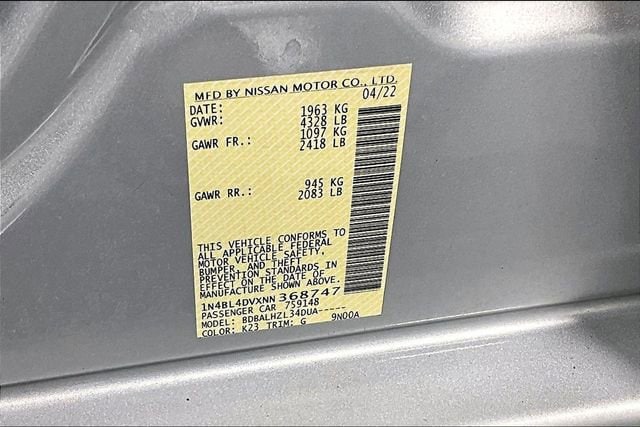 MFD BY NISSAN MOTOR CO., LTD.
DATE: 04/22
GVWR: 1963 KG
4328 LB
GAWR FR.: 1097 KG
2418 LB
GAWR RR.: 945 KG
2083 LB
THIS VEHICLE CONFORMS TO
ALL APPLICABLE FEDERAL
MOTOR VEHICLE SAFETY,
BUMPER, AND THEFT
PREVENTION STANDARDS IN
EFFECT ON THE DATE OF
MANUFACTURE SHOWN ABOVE.
1N4BL4DVXNN368747
PASSENGER CAR 759148
MODEL: BDBALHZL34DUA-----
COLOR: K23 TRIM: G 9N00A